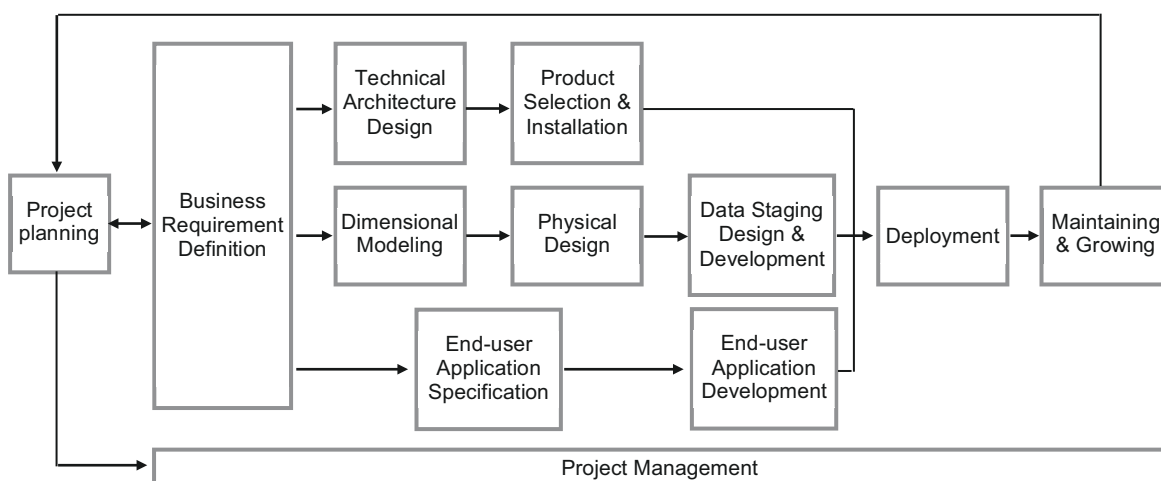 Project
planning
Business
Requirement
Definition
Technical
Architecture
Design
Product
Selection &
Installation
Dimensional
Modeling
Physical
Design
Data Staging
Design &
Development
End-user
Application
Specification
End-user
Application
Development
Deployment
Maintaining
& Growing
Project Management